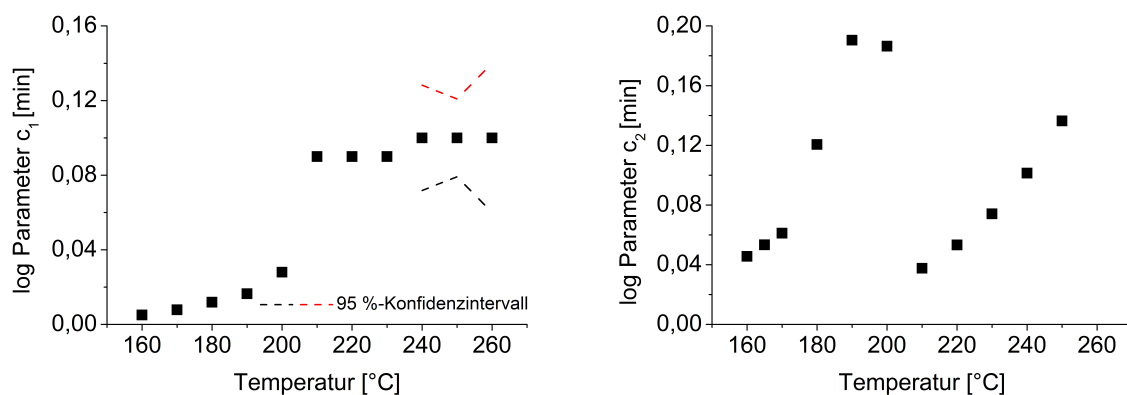 0,16
0,12
0,08
0,04
0,00
log Parameter c1 [min]
95 %-Konfidenzintervall
160 180 200 220 240 260
Temperatur [°C]
0,20
0,16
0,12
0,08
0,04
0,00
log Parameter c2 [min]
160 180 200 220 240 260
Temperatur [°C]